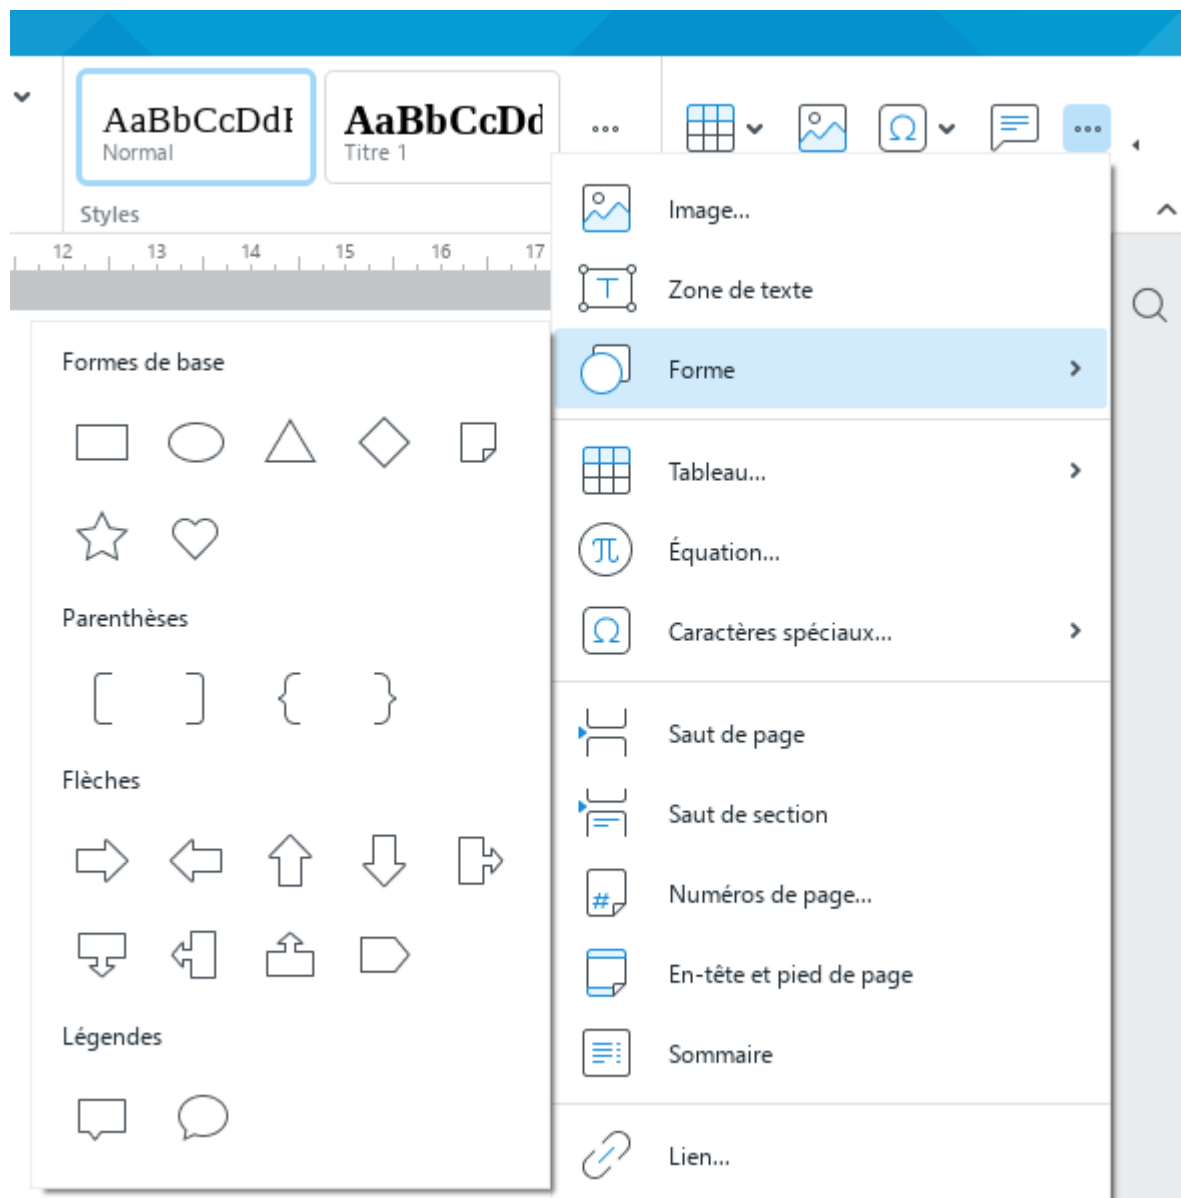 AaBbCcDdE
Normal
AaBbCcDd
Titre 1
Styles
12 13 14 15 16 17
Image...
Zone de texte
Forme
Tableau...
Équation...
Caractères spéciaux...
Saut de page
Saut de section
Numéros de page...
En-tête et pied de page
Sommaire
Lien...
Formes de base
Parenthèses
Flèches
Légendes